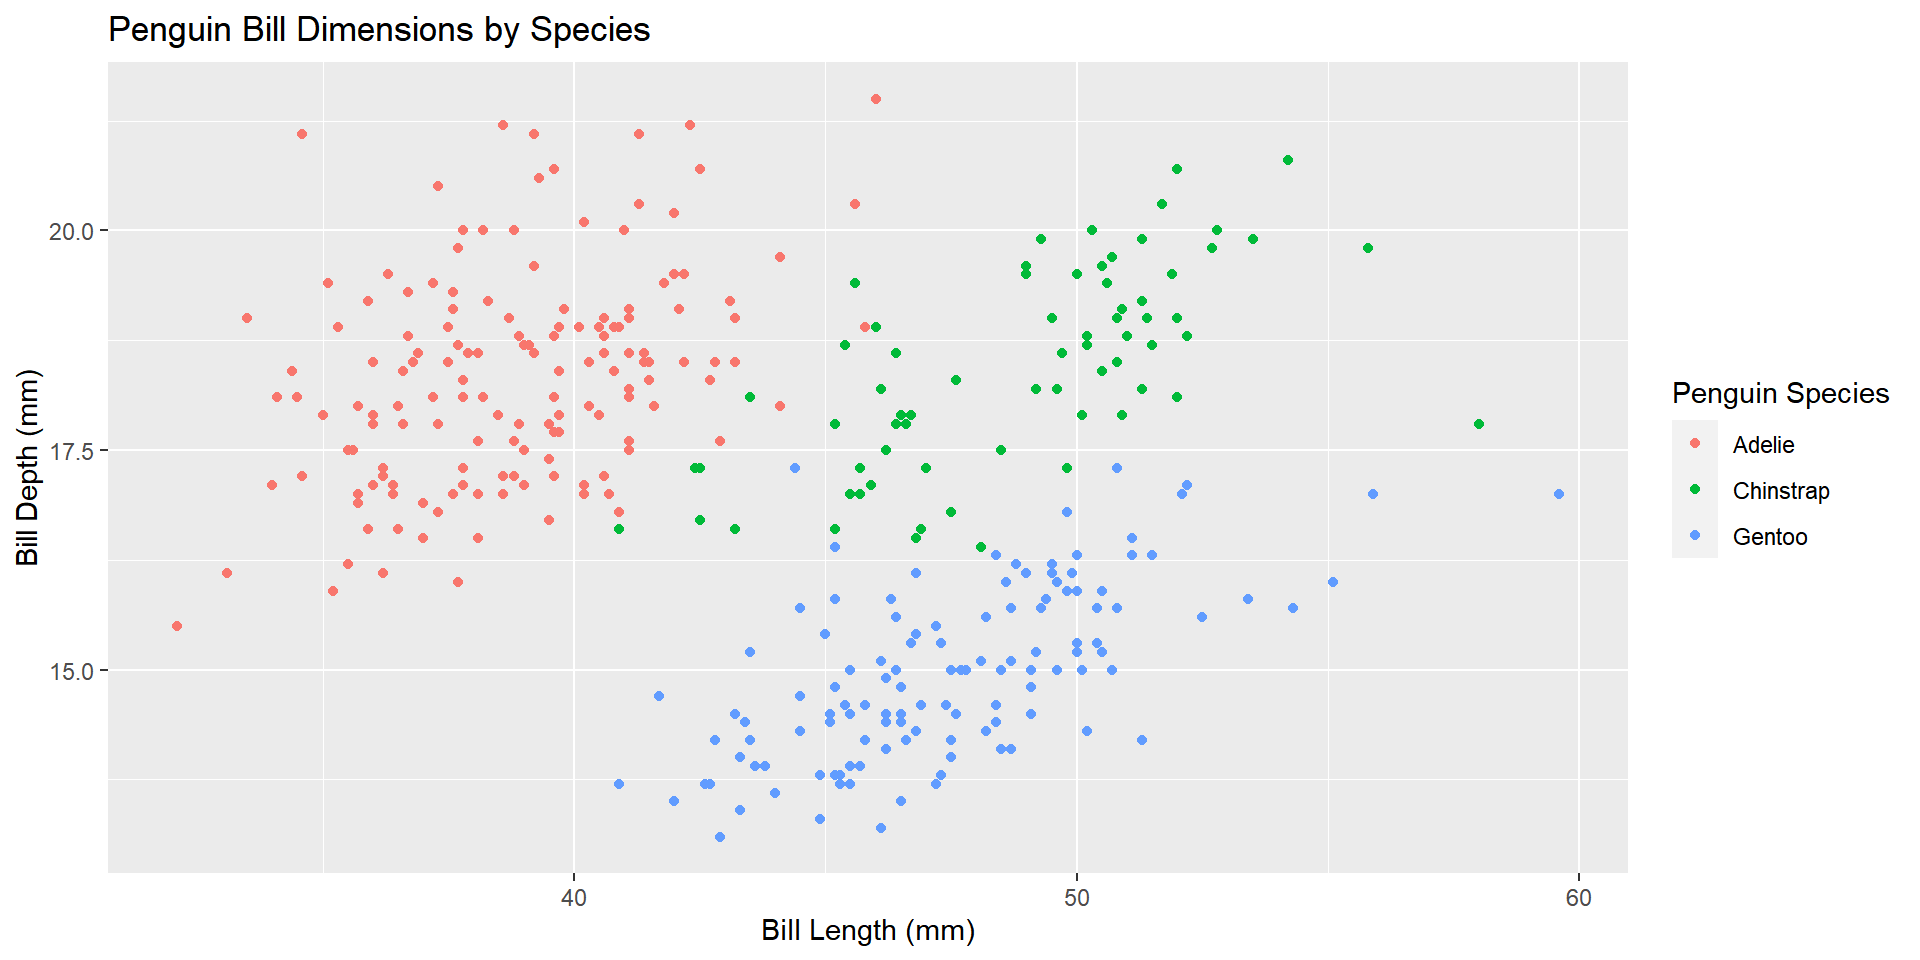 Penguin Bill Dimensions by Species
20.0
17.5
15.0
Bill Depth (mm)
40
50
60
Bill Length (mm)
Penguin Species
Adelie
Chinstrap
Gentoo